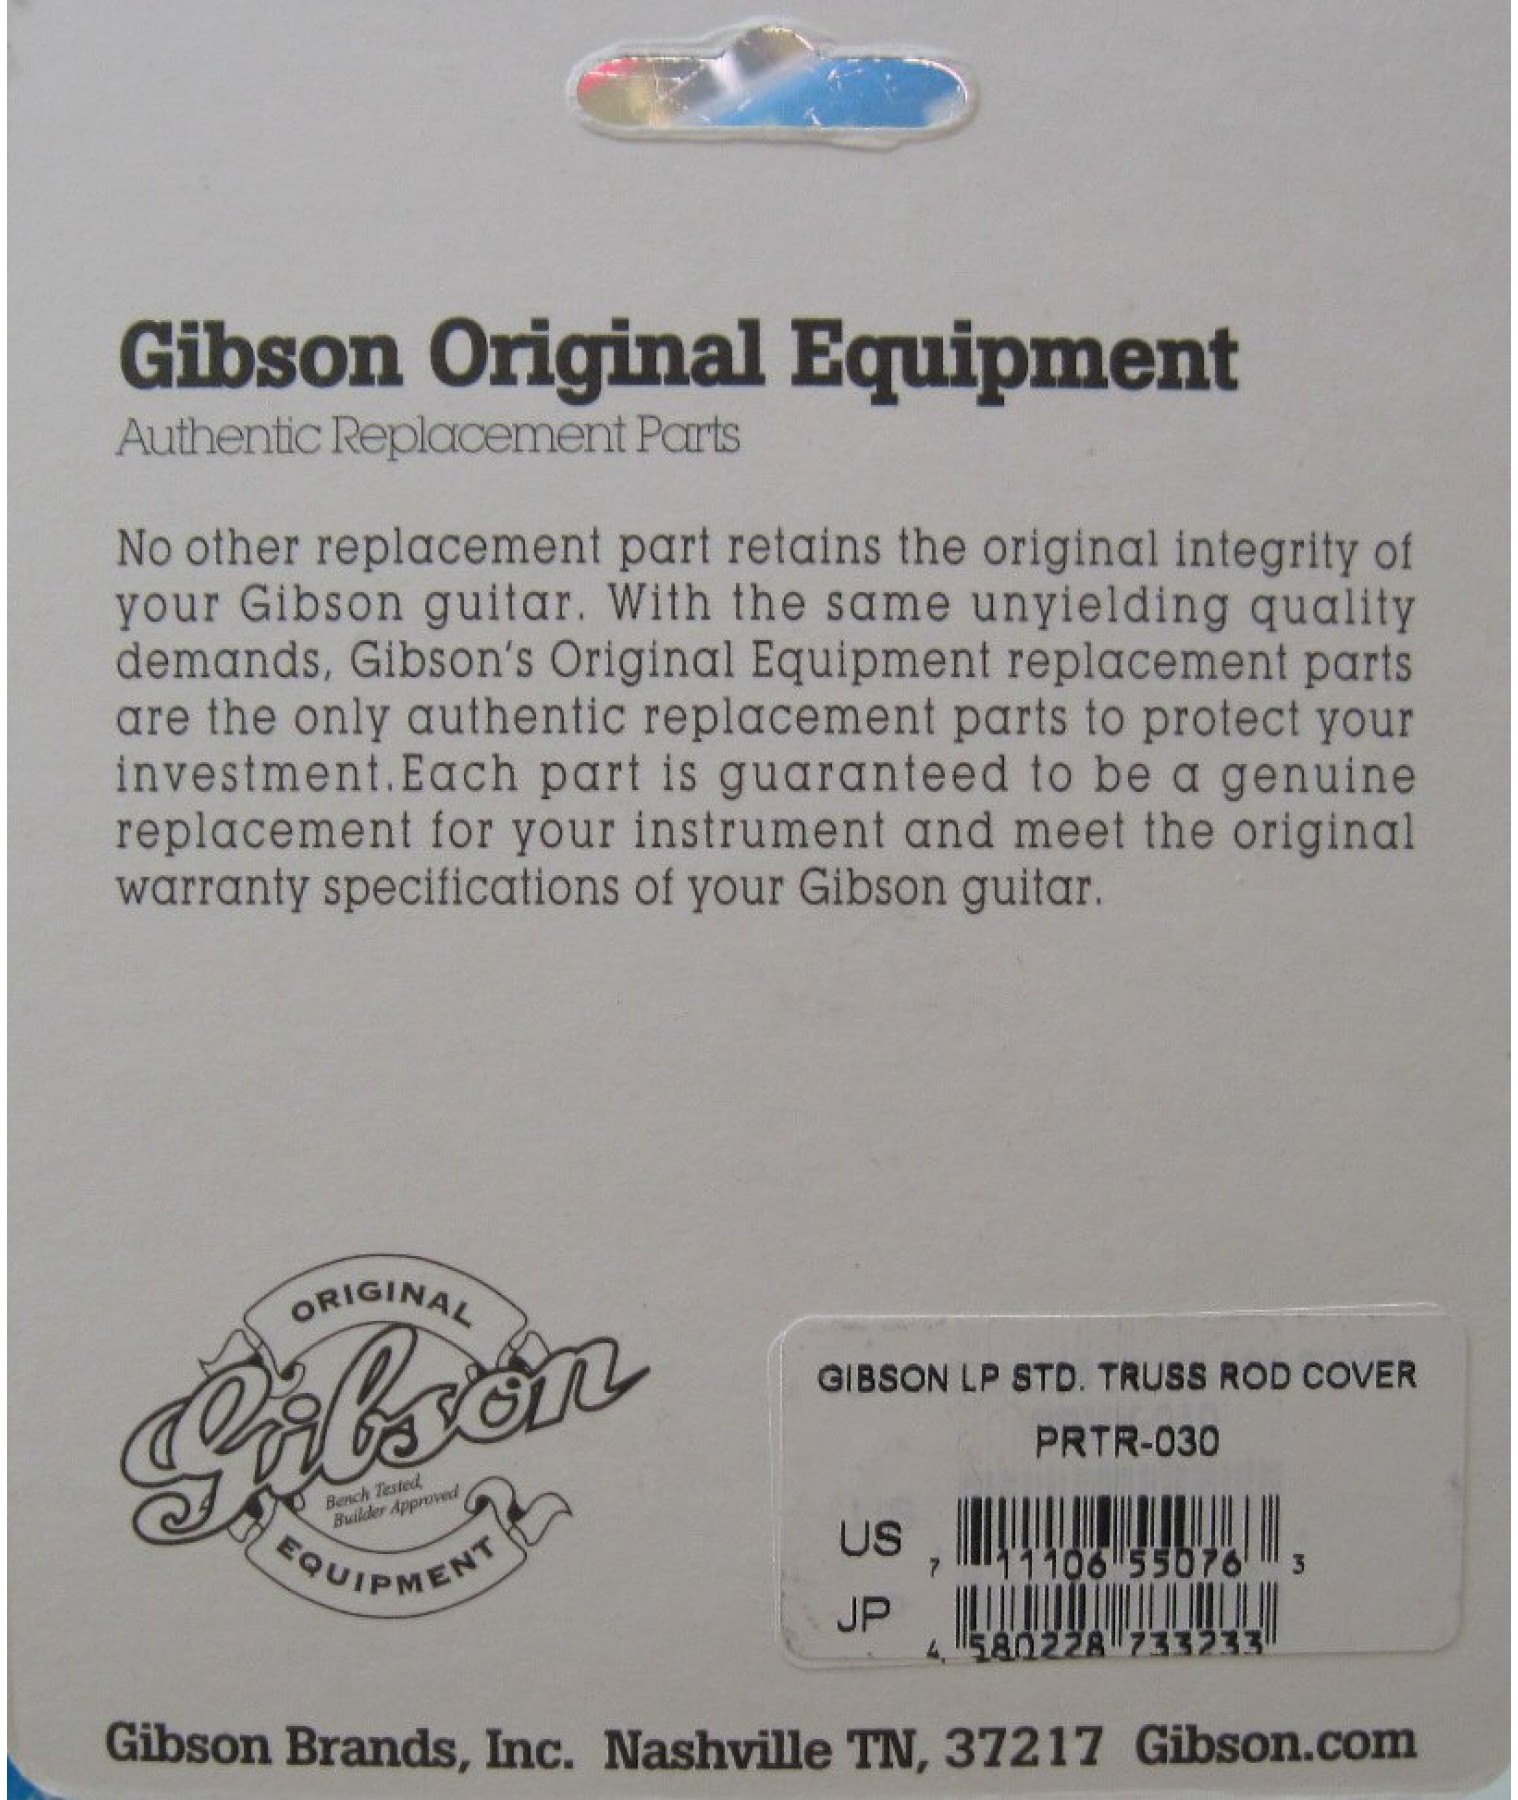 Gibson Original Equipment
Authentic Replacement Parts
No other replacement part retains the original integrity of
your Gibson guitar. With the same unyielding quality
demands, Gibson's Original Equipment replacement parts
are the only authentic replacement parts to protect your
investment.Each part is guaranteed to be a genuine
replacement for your instrument and meet the original
warranty specifications of your Gibson guitar.
ORIGINAL
Gibson
Bench Tested,
Builder Approved
EQUIPMENT
GIBSON LP STD. TRUSS ROD COVER
PRTR-030
US 7 11106 55076 3
JP 4 580228 733233
Gibson Brands, Inc. Nashville TN, 37217 Gibson.com